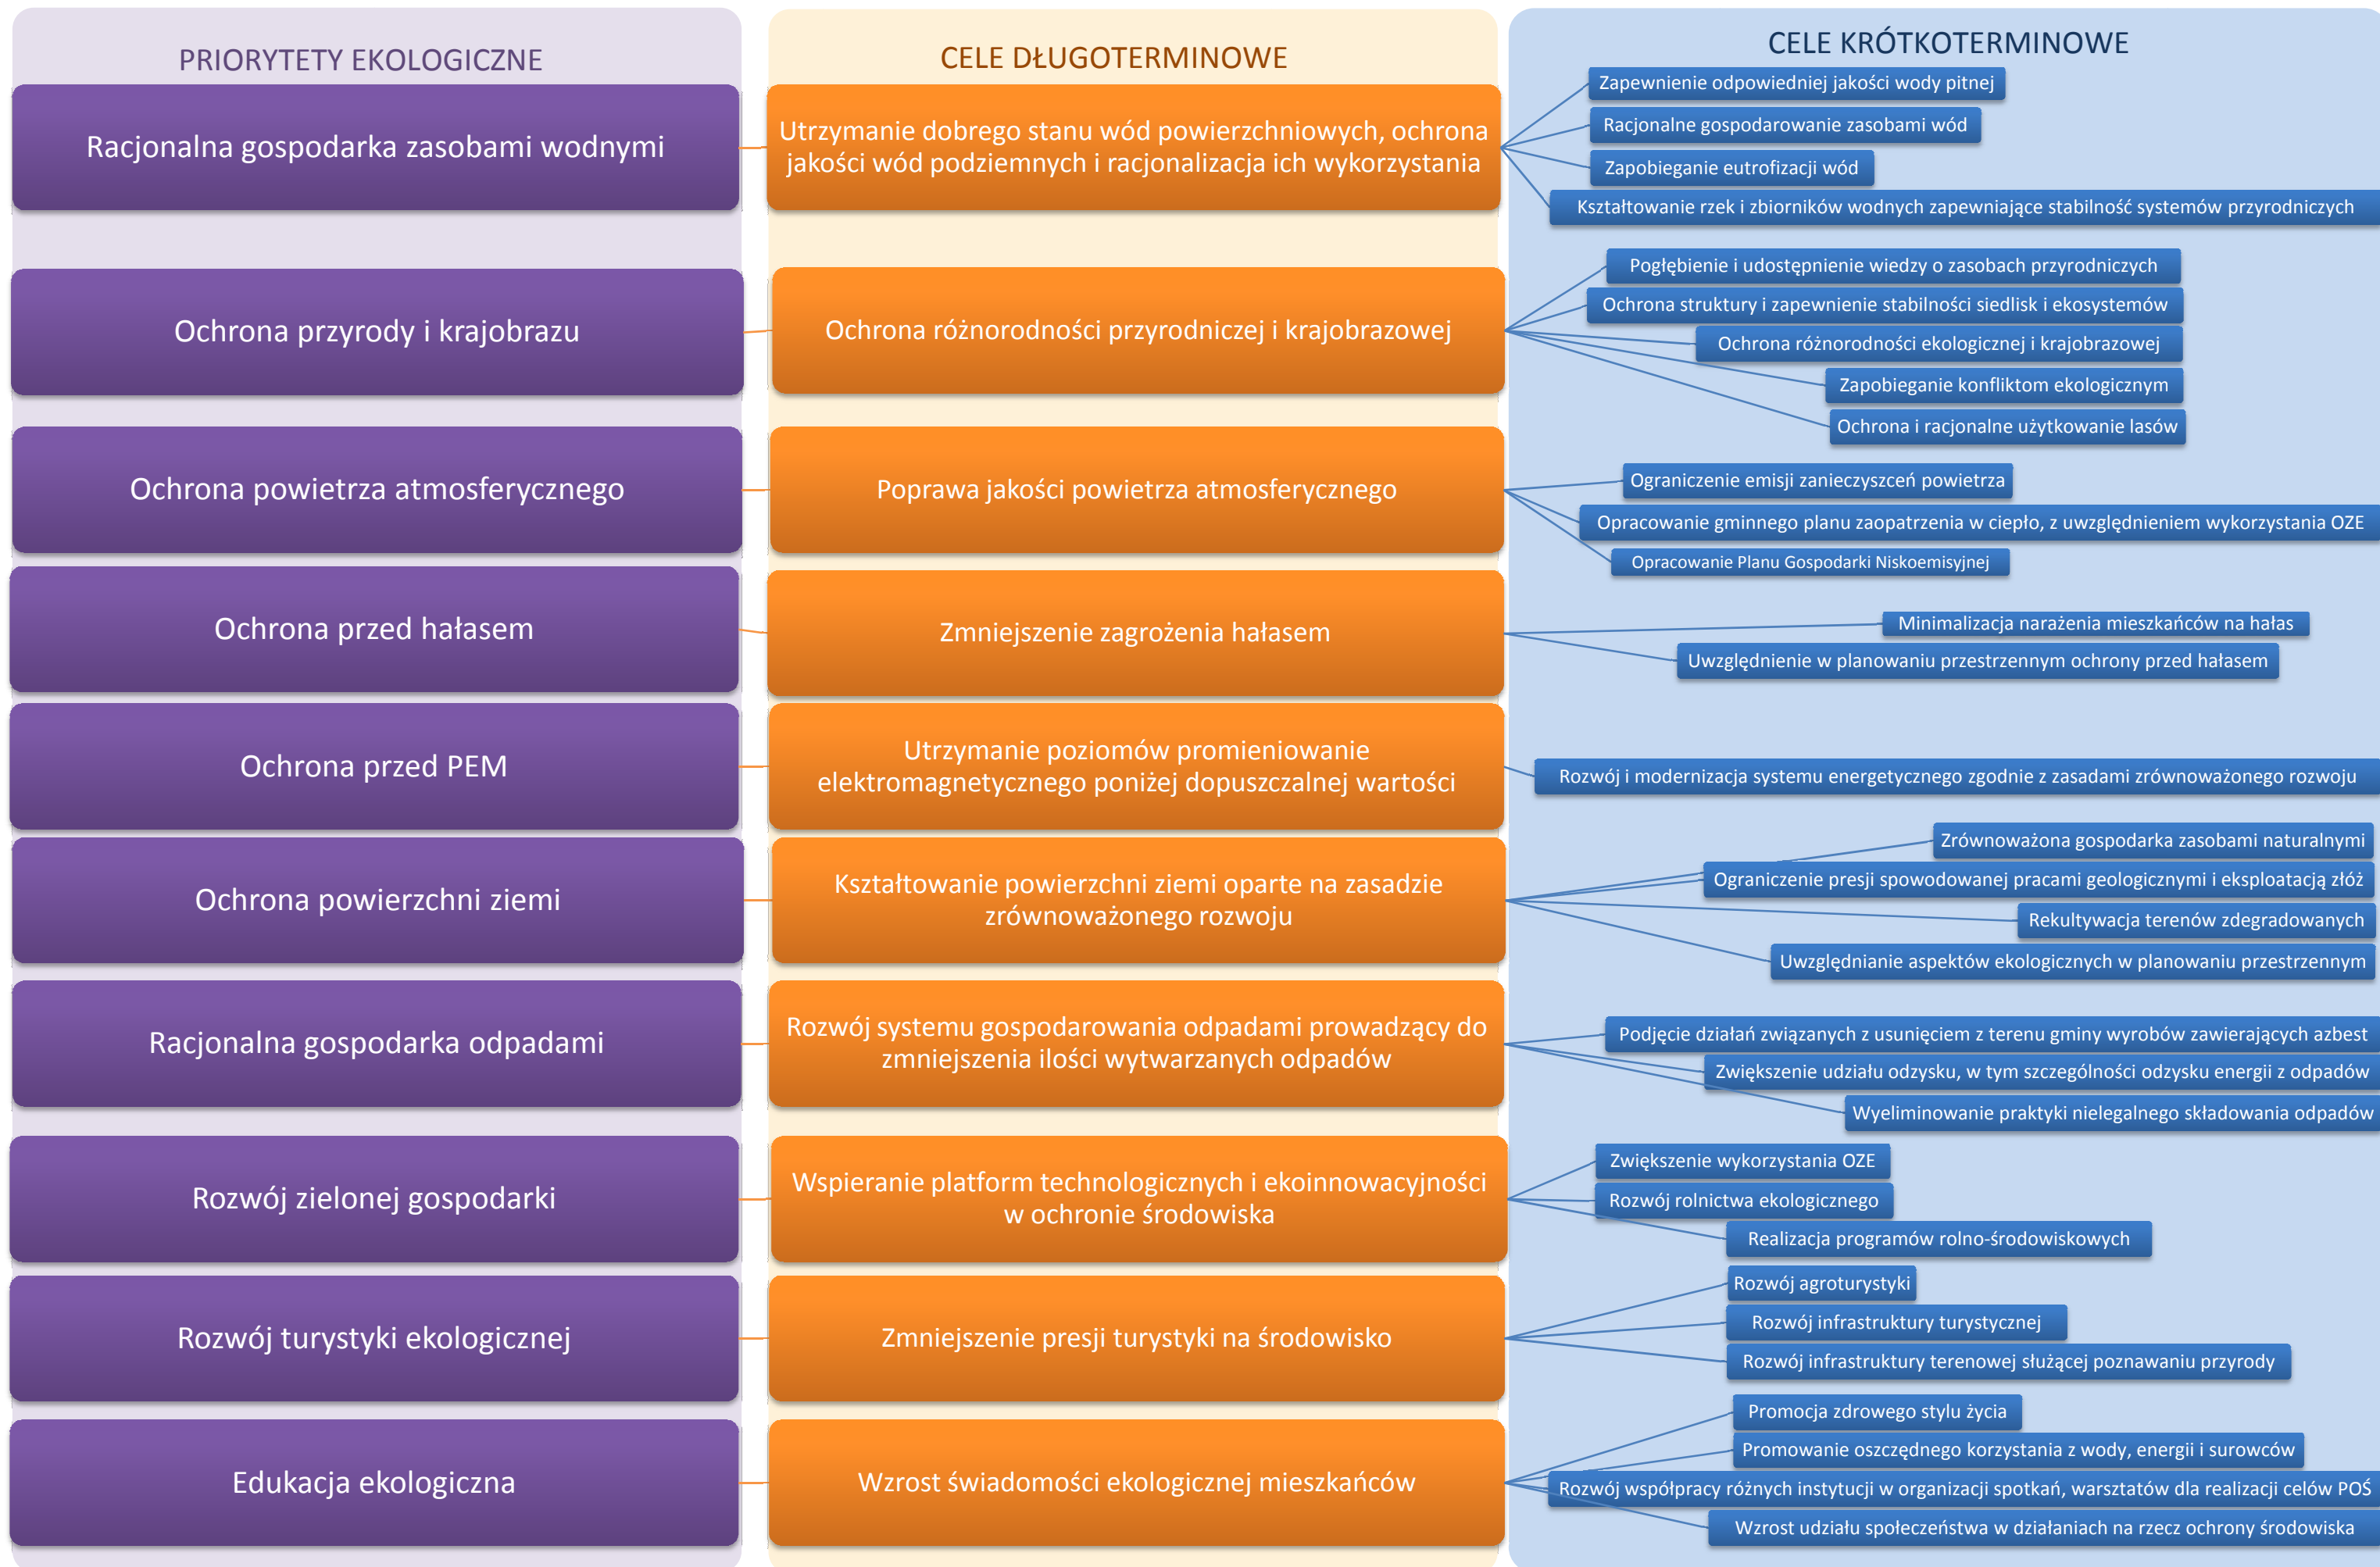 PRIORYTETY EKOLOGICZNE
CELE DŁUGOTERMINOWE
CELE KRÓTKOTERMINOWE
Racjonalna gospodarka zasobami wodnymi
Utrzymanie dobrego stanu wód powierzchniowych, ochrona
jakości wód podziemnych i racjonalizacja ich wykorzystania
Zapewnienie odpowiedniej jakości wody pitnej
Racjonalne gospodarowanie zasobami wód
Zapobieganie eutrofizacji wód
Kształtowanie rzek i zbiorników wodnych zapewniające stabilność systemów przyrodniczych
Ochrona przyrody i krajobrazu
Ochrona różnorodności przyrodniczej i krajobrazowej
Pogłębienie i udostępnienie wiedzy o zasobach przyrodniczych
Ochrona struktury i zapewnienie stabilności siedlisk i ekosystemów
Ochrona różnorodności ekologicznej i krajobrazowej
Zapobieganie konfliktom ekologicznym
Ochrona i racjonalne użytkowanie lasów
Ochrona powietrza atmosferycznego
Poprawa jakości powietrza atmosferycznego
Ograniczenie emisji zanieczyszceń powietrza
Opracowanie gminnego planu zaopatrzenia w ciepło, z uwzględnieniem wykorzystania OZE
Opracowanie Planu Gospodarki Niskoemisyjnej
Ochrona przed hałasem
Zmniejszenie zagrożenia hałasem
Minimalizacja narażenia mieszkańców na hałas
Uwzględnienie w planowaniu przestrzennym ochrony przed hałasem
Ochrona przed PEM
Utrzymanie poziomów promieniowanie
elektromagnetycznego poniżej dopuszczalnej wartości
Rozwój i modernizacja systemu energetycznego zgodnie z zasadami zrównoważonego rozwoju
Ochrona powierzchni ziemi
Kształtowanie powierzchni ziemi oparte na zasadzie
zrównoważonego rozwoju
Zrównoważona gospodarka zasobami naturalnymi
Ograniczenie presji spowodowanej pracami geologicznymi i eksploatacją złóż
Rekultywacja terenów zdegradowanych
Uwzględnianie aspektów ekologicznych w planowaniu przestrzennym
Racjonalna gospodarka odpadami
Rozwój systemu gospodarowania odpadami prowadzący do
zmniejszenia ilości wytwarzanych odpadów
Podjęcie działań związanych z usunięciem z terenu gminy wyrobów zawierających azbest
Zwiększenie udziału odzysku, w tym szczególności odzysku energii z odpadów
Wyeliminowanie praktyki nielegalnego składowania odpadów
Rozwój zielonej gospodarki
Wspieranie platform technologicznych i ekoinnowacyjności
w ochronie środowiska
Zwiększenie wykorzystania OZE
Rozwój rolnictwa ekologicznego
Realizacja programów rolno-środowiskowych
Rozwój turystyki ekologicznej
Zmniejszenie presji turystyki na środowisko
Rozwój agroturystyki
Rozwój infrastruktury turystycznej
Rozwój infrastruktury terenowej służącej poznawaniu przyrody
Edukacja ekologiczna
Wzrost świadomości ekologicznej mieszkańców
Promocja zdrowego stylu życia
Promowanie oszczędnego korzystania z wody, energii i surowców
Rozwój współpracy różnych instytucji w organizacji spotkań, warsztatów dla realizacji celów POŚ
Wzrost udziału społeczeństwa w działaniach na rzecz ochrony środowiska